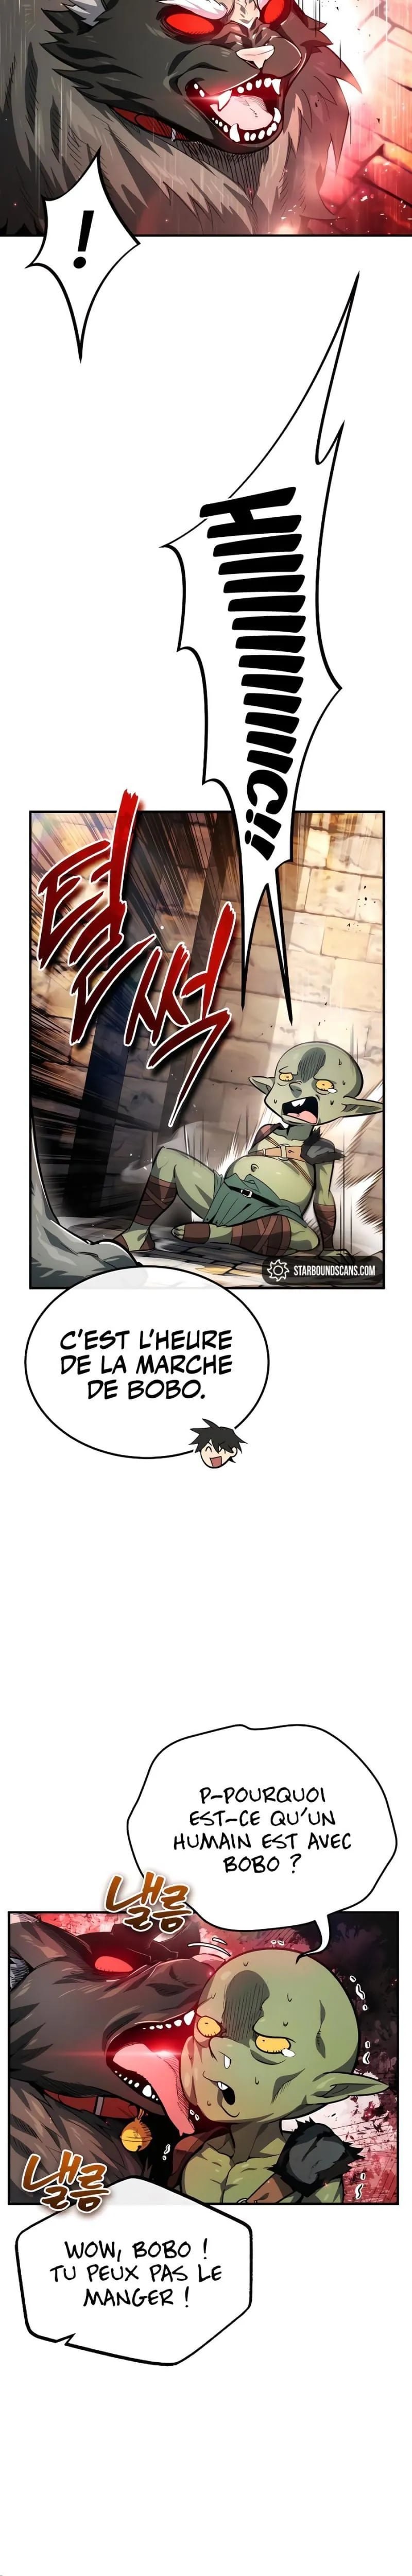 !
HIIIIIIIIIIIIC!!
털썩
STARBOUNDSCANS.COM
C'EST L'HEURE
DE LA MARCHE
DE BOBO.
P-POURQUOI
EST-CE QU'UN
HUMAIN EST AVEC
BOBO ?
낼름
낼름
WOW, BOBO !
TU PEUX PAS LE
MANGER !